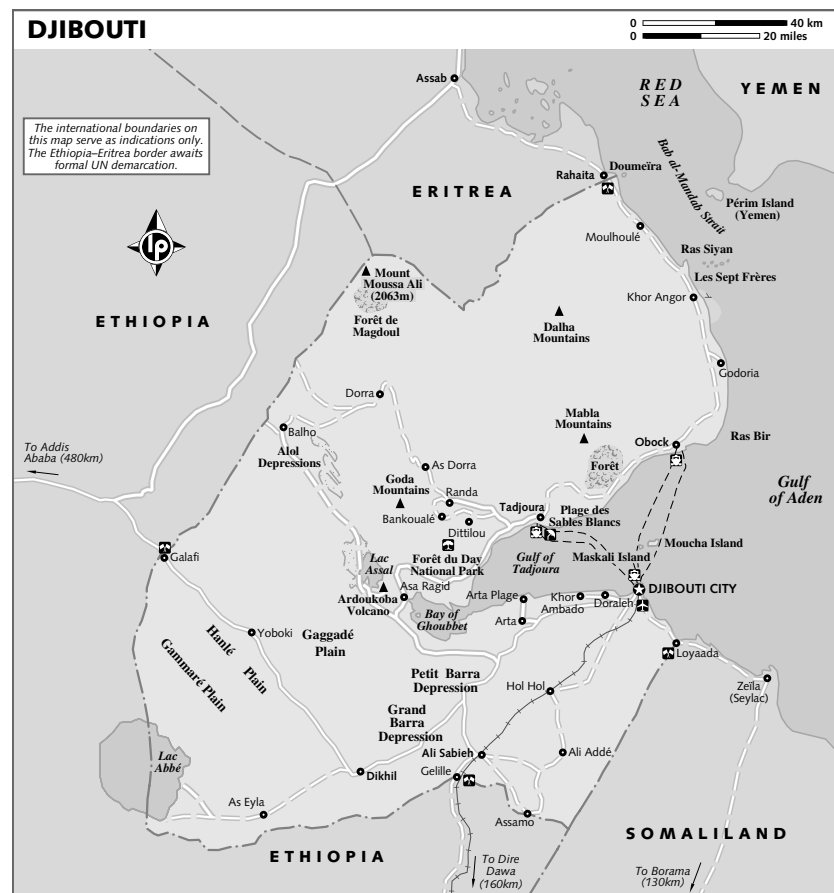 DJIBOUTI
0 40 km
0 20 miles
RED
SEA
YEMEN
Assab
The international boundaries on
this map serve as indications only.
The Ethiopia–Eritrea border awaits
formal UN demarcation.
lp
ERITREA
Rahaita
Doumeïra
Bab al-Mandab Strait
Périm Island
(Yemen)
Moulhoulé
Ras Siyan
Les Sept Frères
Khor Angor
Mount
Moussa Ali
(2063m)
Forêt de
Magdoul
ETHIOPIA
Dalha
Mountains
Godoria
Dorra
Mabla
Mountains
Balho
Obock
Ras Bir
To Addis
Ababa (480km)
Alol
Depressions
As Dorra
Forêt
Gulf
of Aden
Goda
Mountains
Randa
Tadjoura
Plage des
Sables Blancs
Bankoualé
Dittilou
Moucha Island
Galafi
Lac
Assal
Forêt du Day
National Park
Gulf of
Tadjoura
Maskali Island
Asa Ragid
Ardoukoba
Volcano
Bay of
Ghoubbet
Arta Plage
Khor
Ambado
Doraleh
DJIBOUTI CITY
Arta
Yoboki
Hanlé Plain
Gammaré Plain
Gaggadé
Plain
Loyaada
Petit Barra
Depression
Hol Hol
Zeïla
(Seylac)
Grand
Barra
Depression
Lac
Abbé
Ali Sabieh
Ali Addé
Dikhil
Gelille
As Eyla
Assamo
ETHIOPIA
SOMALILAND
To Dire
Dawa
(160km)
To Borama
(130km)